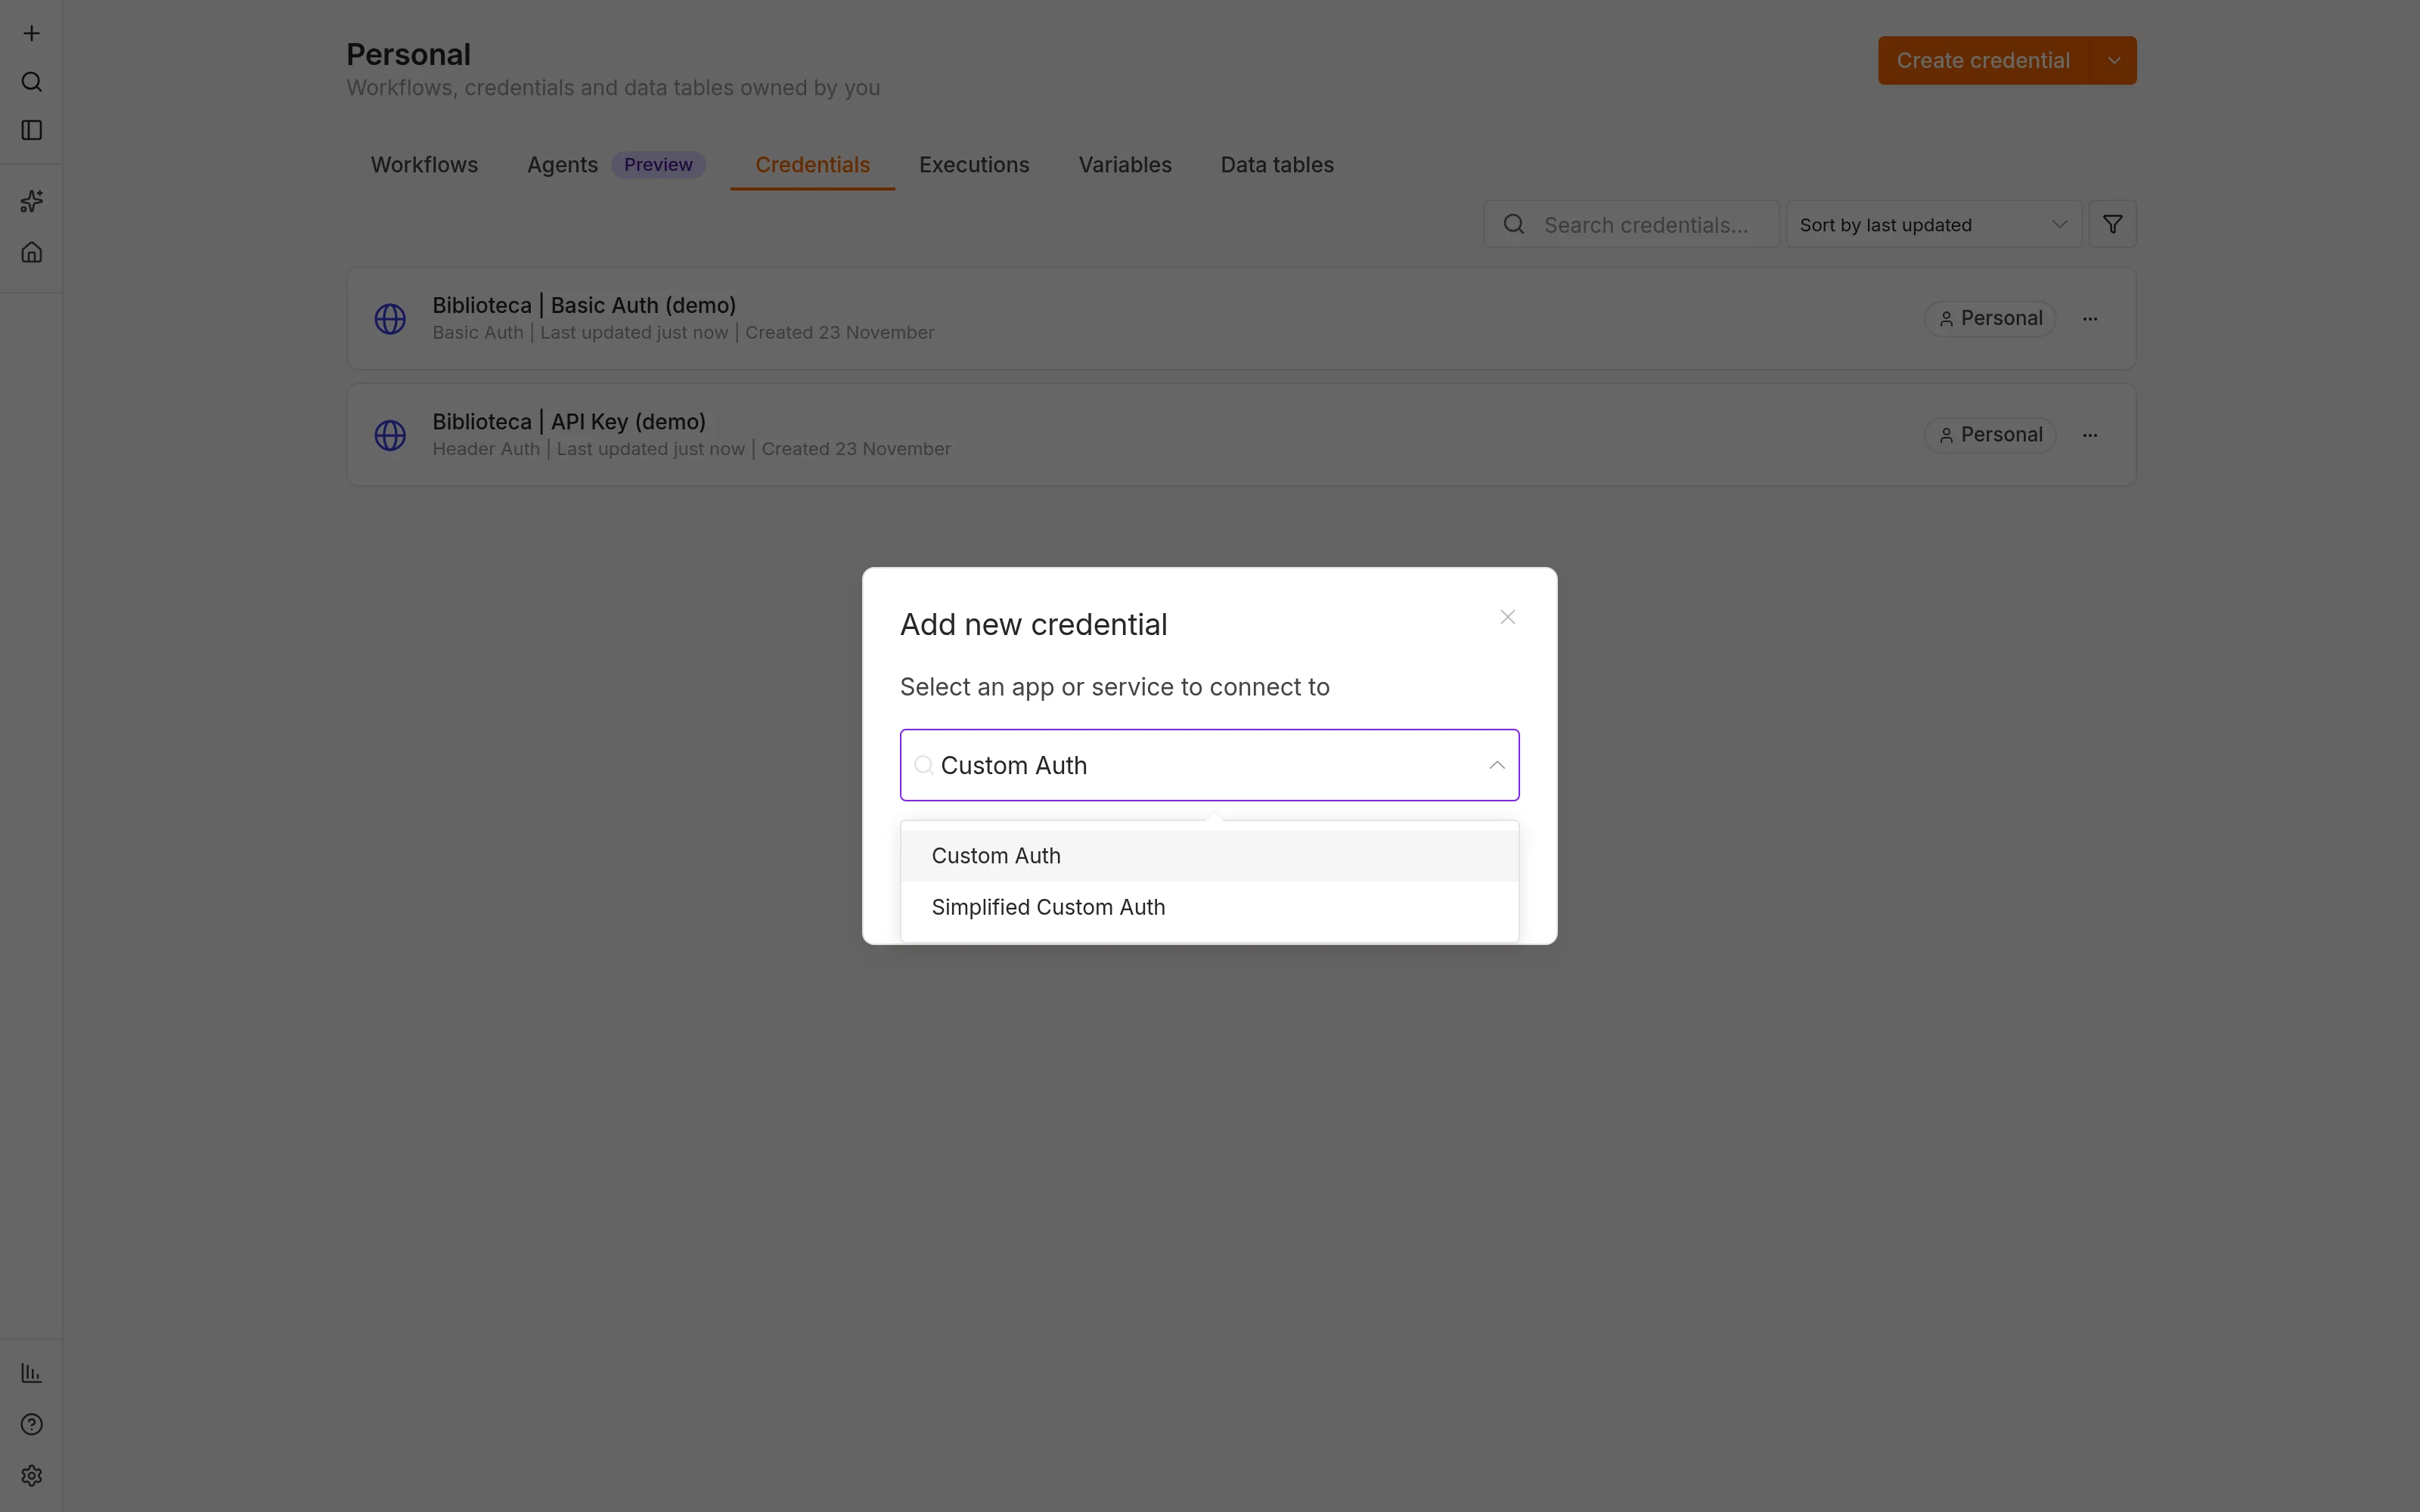 Personal
Workflows, credentials and data tables owned by you
Create credential
Workflows
Agents
Preview
Credentials
Executions
Variables
Data tables
Search credentials...
Sort by last updated
Biblioteca | Basic Auth (demo)
Basic Auth | Last updated just now | Created 23 November
Personal
Biblioteca | API Key (demo)
Header Auth | Last updated just now | Created 23 November
Personal
Add new credential
Select an app or service to connect to
Custom Auth
Custom Auth
Simplified Custom Auth